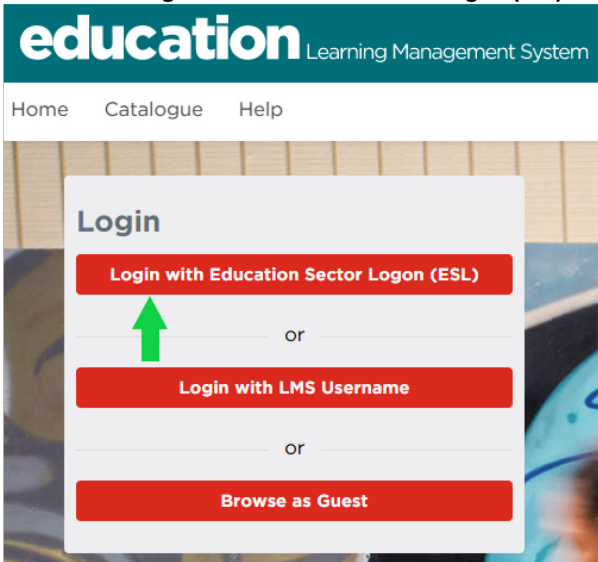 education Learning Management System
Home Catalogue Help
Login
Login with Education Sector Logon (ESL)
or
Login with LMS Username
or
Browse as Guest